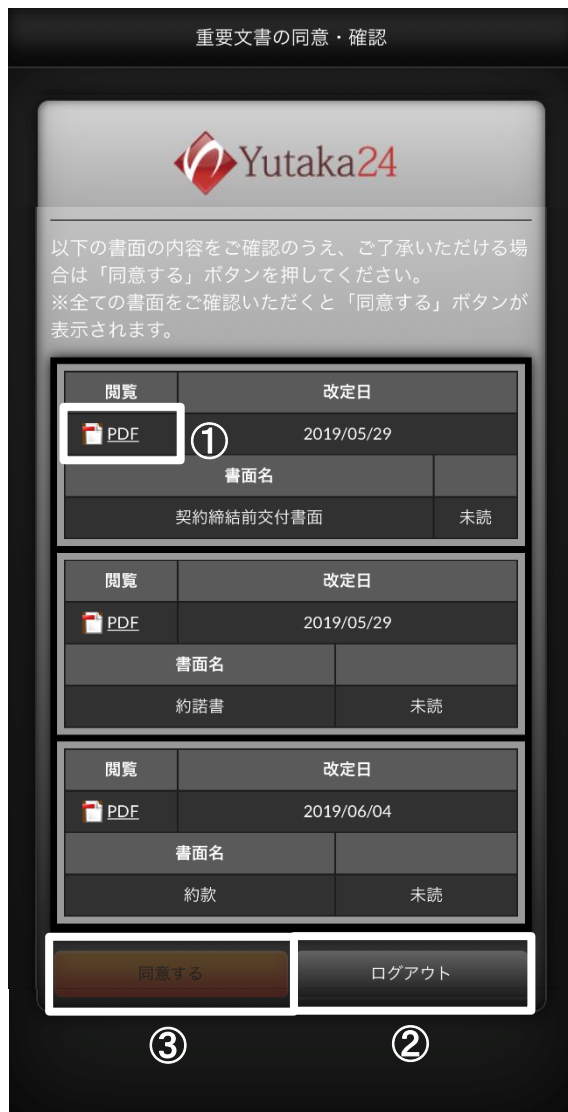 重要文書の同意・確認
Yutaka24
以下の書面の内容をご確認のうえ、ご了承いただける場
合は「同意する」ボタンを押してください。
※全ての書面をご確認いただくと「同意する」ボタンが
表示されます。
閲覧 改定日
PDF ① 2019/05/29
書面名
契約締結前交付書面 未読
閲覧 改定日
PDF 2019/05/29
書面名
約諾書 未読
閲覧 改定日
PDF 2019/06/04
書面名
約款 未読
同意する ログアウト
③ ②